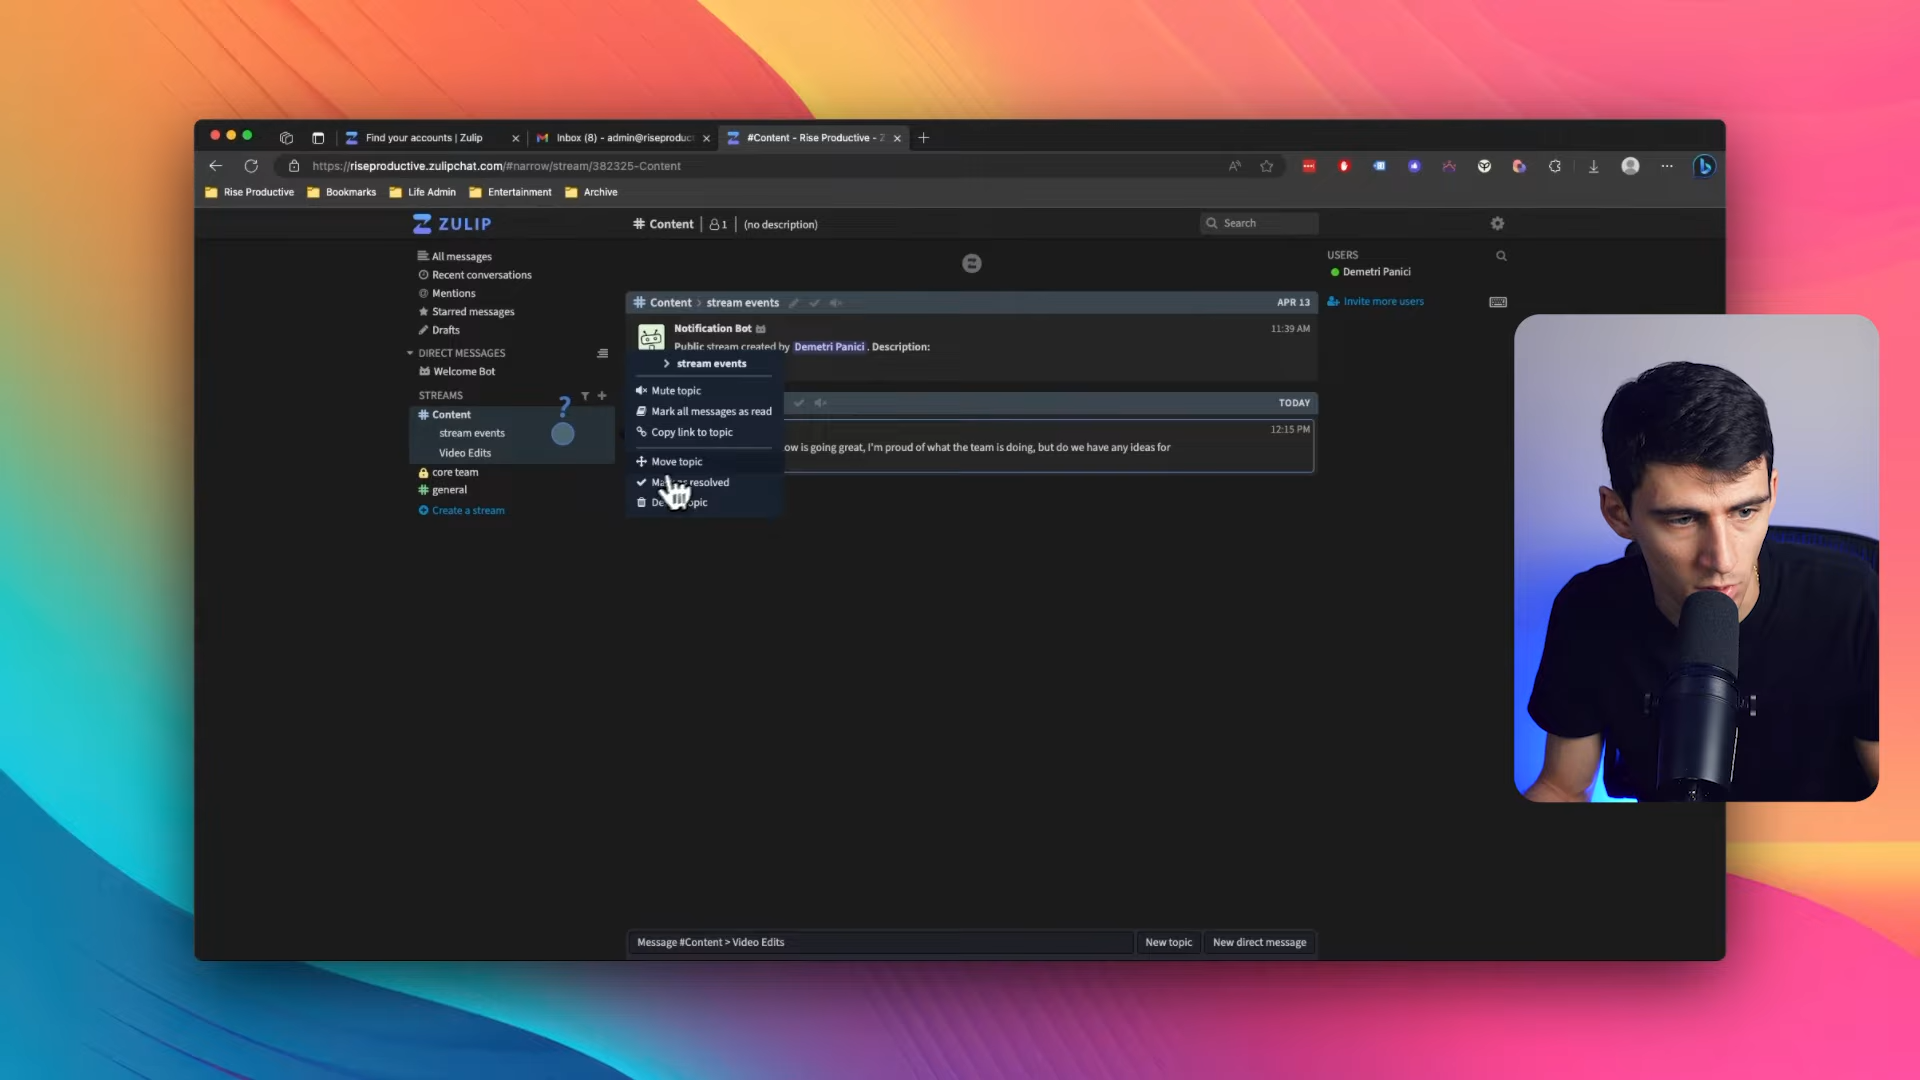 Find your accounts | Zulip
Inbox (8) - admin@riseproduc
#Content - Rise Productive - Z
https://riseproductive.zulipchat.com/#narrow/stream/382325-Content
Rise Productive
Bookmarks
Life Admin
Entertainment
Archive
ZULIP
# Content
1
(no description)
Search
All messages
Recent conversations
Mentions
Starred messages
Drafts
DIRECT MESSAGES
Welcome Bot
STREAMS
# Content
?
stream events
Video Edits
core team
# general
Create a stream
# Content > stream events
APR 13
Notification Bot
11:39 AM
Public stream created by Demetri Panici. Description:
> stream events
Mute topic
Mark all messages as read
Copy link to topic
Move topic
resolved
TODAY
12:15 PM
is going great, I'm proud of what the team is doing, but do we have any ideas for
USERS
Demetri Panici
Invite more users
Message #Content > Video Edits
New topic
New direct message